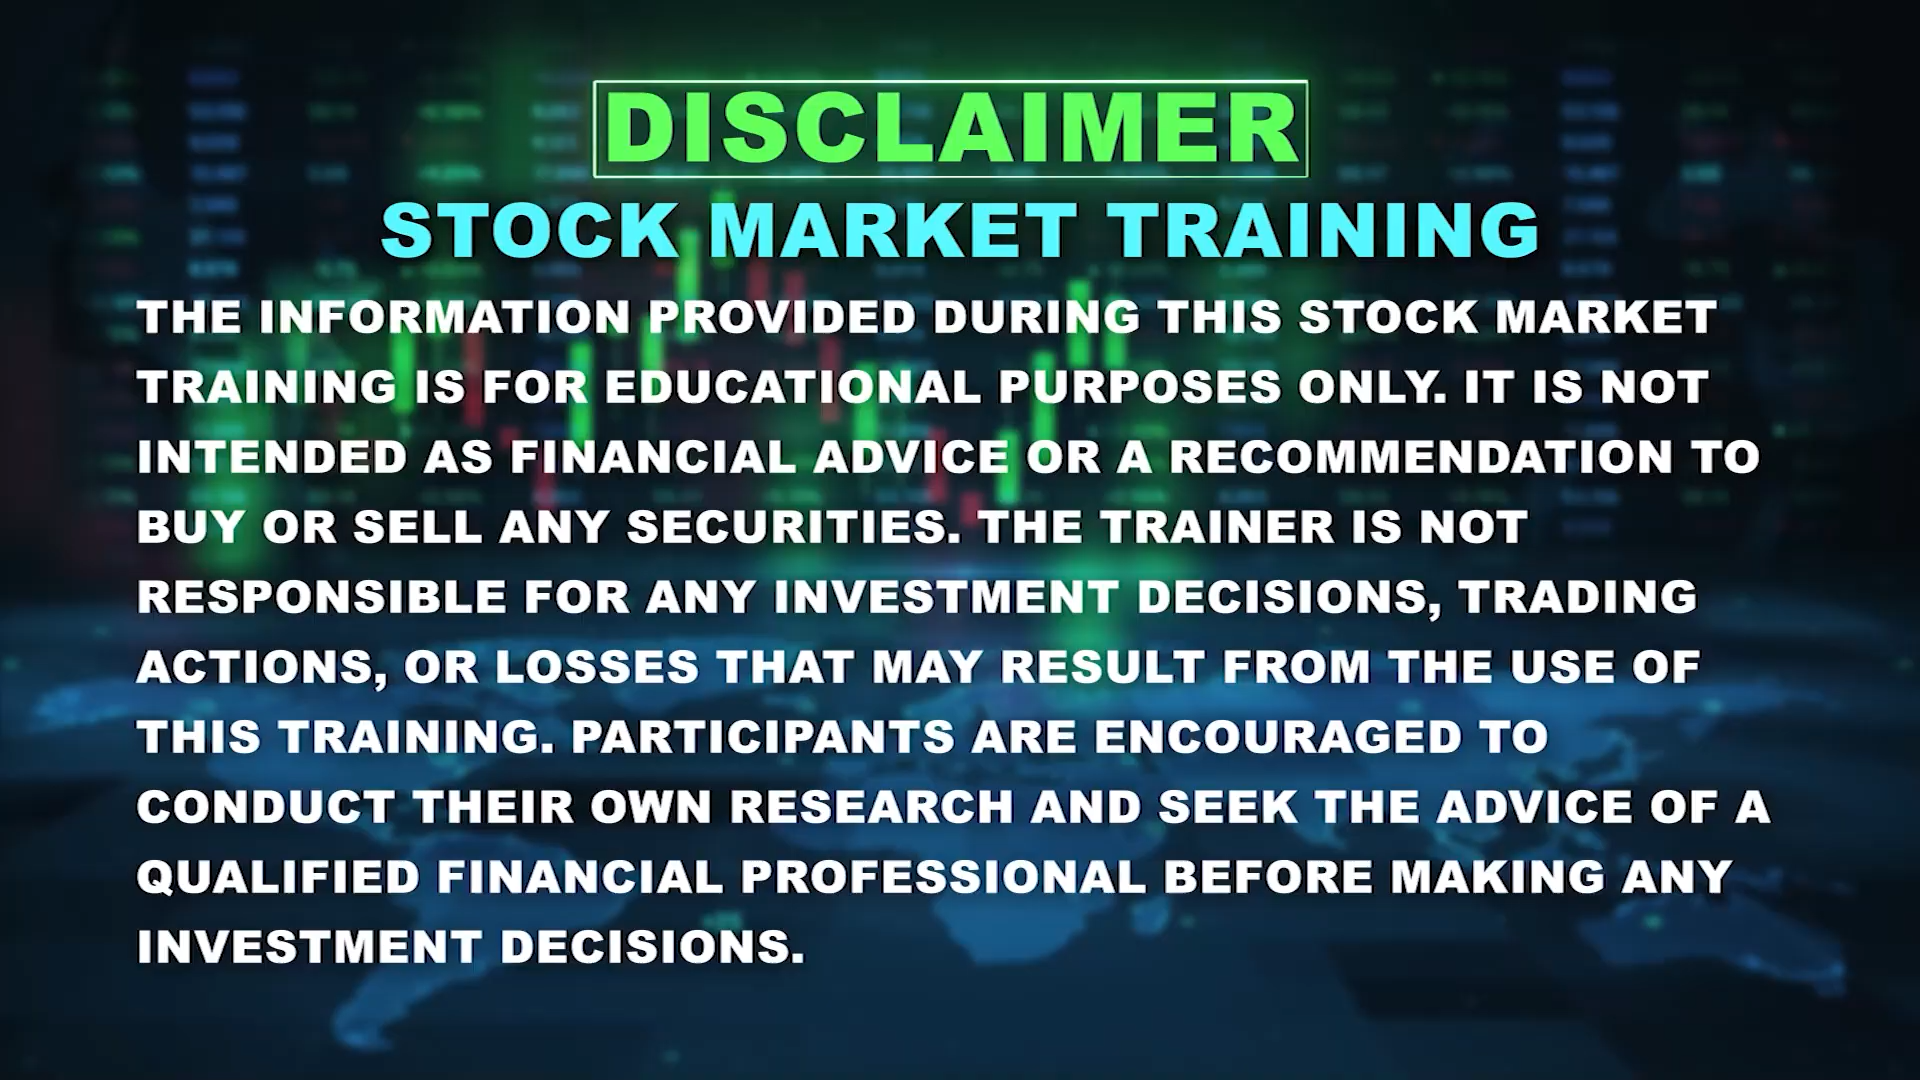 DISCLAIMER
STOCK MARKET TRAINING
THE INFORMATION PROVIDED DURING THIS STOCK MARKET
TRAINING IS FOR EDUCATIONAL PURPOSES ONLY. IT IS NOT
INTENDED AS FINANCIAL ADVICE OR A RECOMMENDATION TO
BUY OR SELL ANY SECURITIES. THE TRAINER IS NOT
RESPONSIBLE FOR ANY INVESTMENT DECISIONS, TRADING
ACTIONS, OR LOSSES THAT MAY RESULT FROM THE USE OF
THIS TRAINING. PARTICIPANTS ARE ENCOURAGED TO
CONDUCT THEIR OWN RESEARCH AND SEEK THE ADVICE OF A
QUALIFIED FINANCIAL PROFESSIONAL BEFORE MAKING ANY
INVESTMENT DECISIONS.